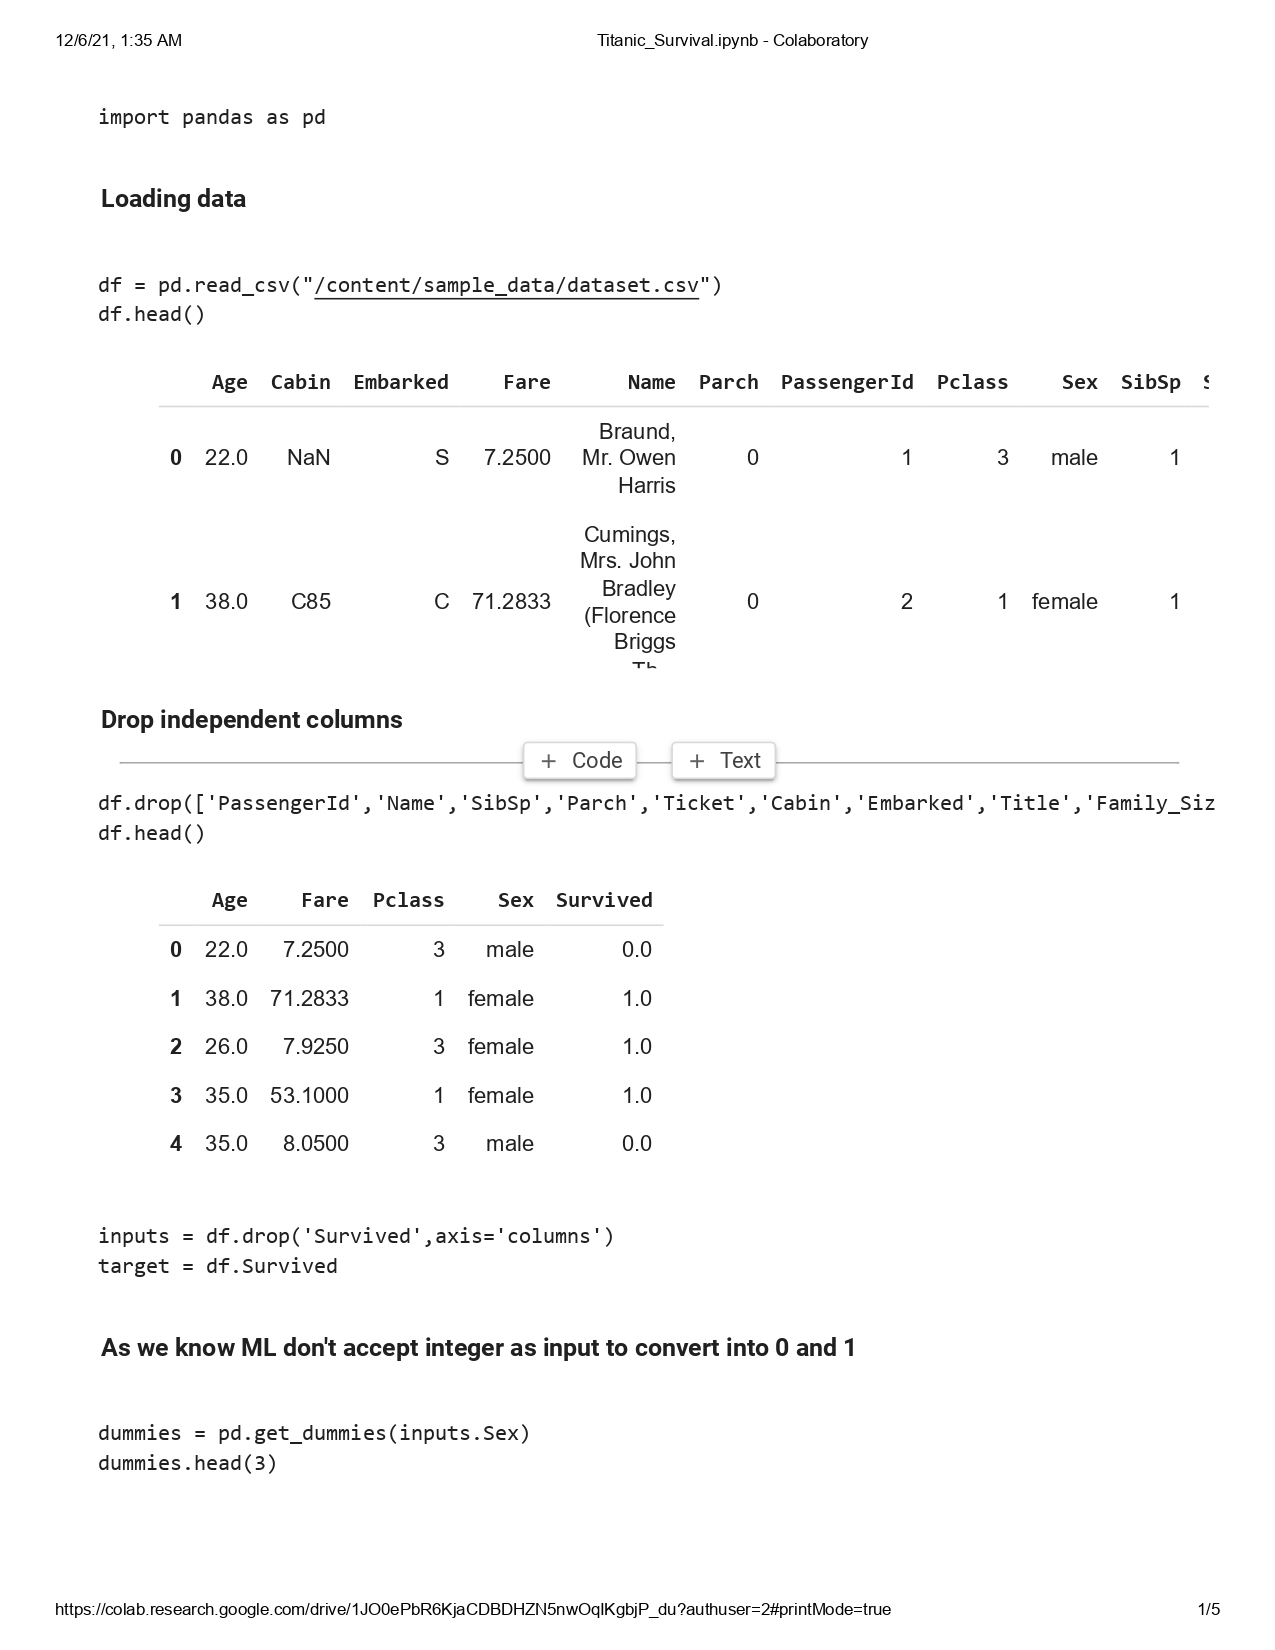 12/6/21, 1:35 AM Titanic_Survival.ipynb - Colaboratory
import pandas as pd
Loading data
df = pd.read_csv("/content/sample_data/dataset.csv")
df.head()
Age Cabin Embarked Fare Name Parch PassengerId Pclass Sex SibSp
0 22.0 NaN S 7.2500 Braund, Mr. Owen Harris 0 1 3 male 1
1 38.0 C85 C 71.2833 Cumings, Mrs. John Bradley (Florence Briggs Th... 0 2 1 female 1
Drop independent columns
+ Code + Text
df.drop(['PassengerId','Name','SibSp','Parch','Ticket','Cabin','Embarked','Title','Family_Siz
df.head()
Age Fare Pclass Sex Survived
0 22.0 7.2500 3 male 0.0
1 38.0 71.2833 1 female 1.0
2 26.0 7.9250 3 female 1.0
3 35.0 53.1000 1 female 1.0
4 35.0 8.0500 3 male 0.0
inputs = df.drop('Survived',axis='columns')
target = df.Survived
As we know ML don't accept integer as input to convert into 0 and 1
dummies = pd.get_dummies(inputs.Sex)
dummies.head(3)
https://colab.research.google.com/drive/1JO0ePbR6KjaCDBDHZN5nwOqlKgbjP_du?authuser=2#printMode=true 1/5